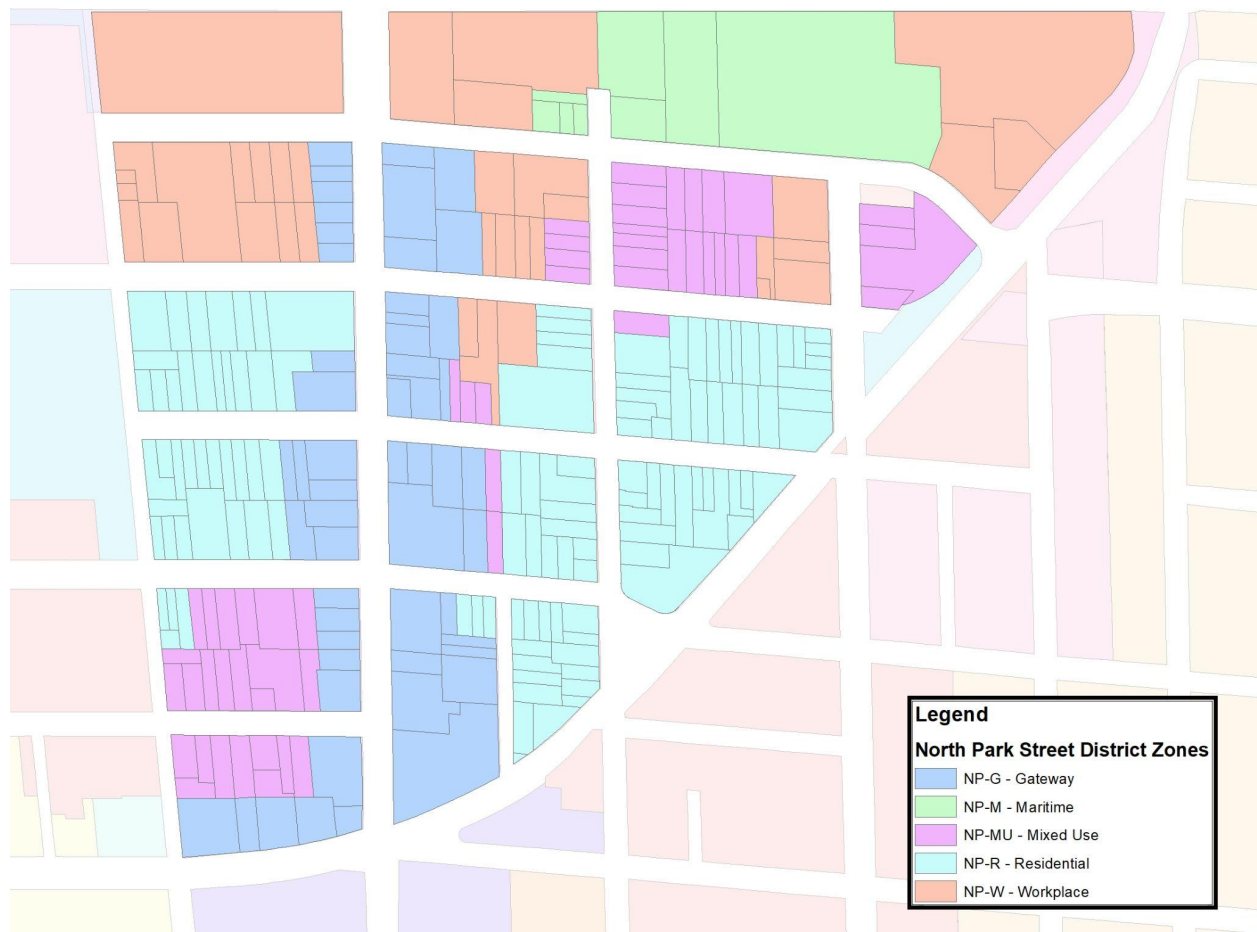 Legend
North Park Street District Zones
NP-G - Gateway
NP-M - Maritime
NP-MU - Mixed Use
NP-R - Residential
NP-W - Workplace